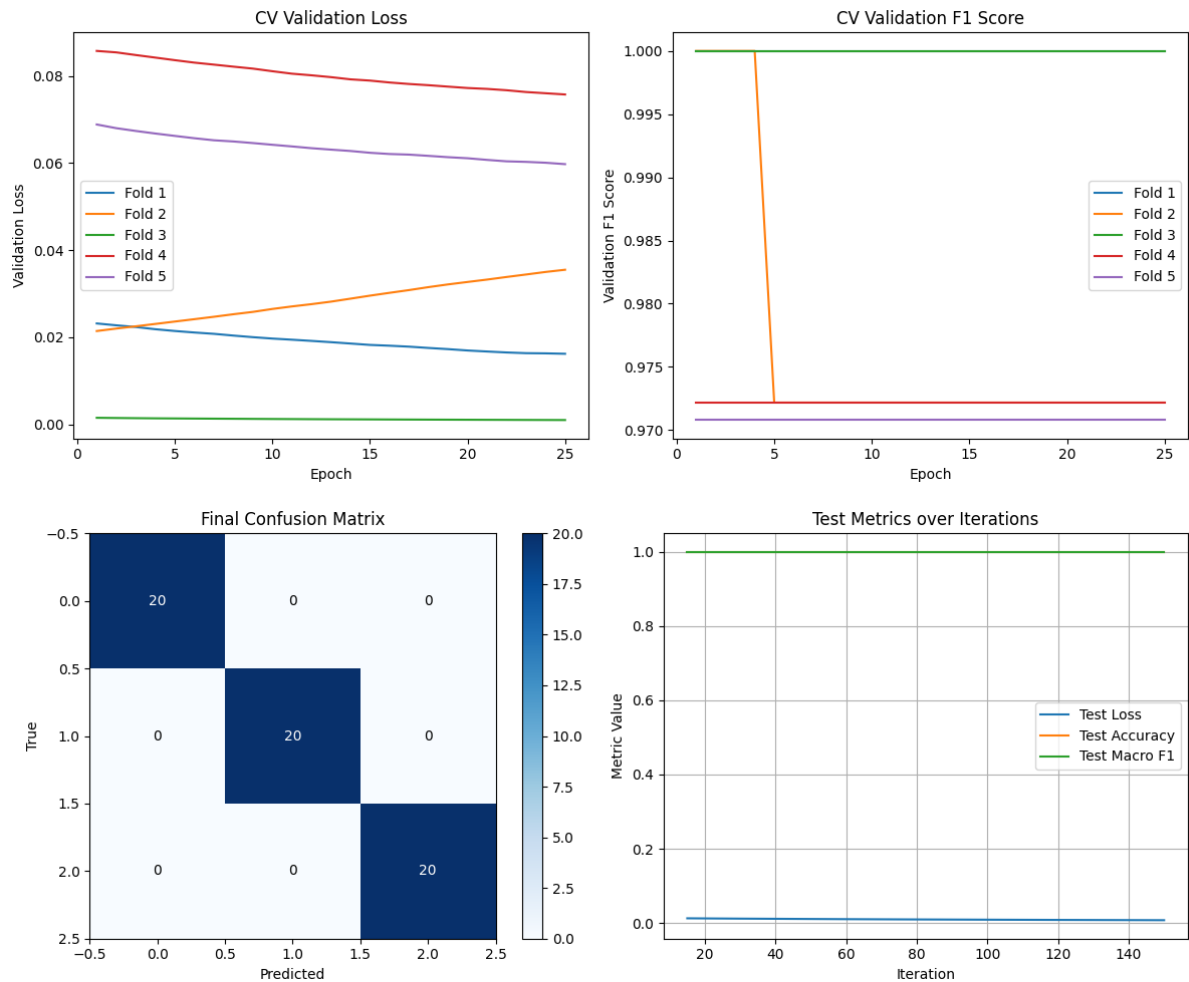 CV Validation Loss
Validation Loss
0.08
0.06
0.04
0.02
0.00
Fold 1
Fold 2
Fold 3
Fold 4
Fold 5
0 5 10 15 20 25
Epoch
CV Validation F1 Score
Validation F1 Score
1.000
0.995
0.990
0.985
0.980
0.975
0.970
Fold 1
Fold 2
Fold 3
Fold 4
Fold 5
0 5 10 15 20 25
Epoch
Final Confusion Matrix
True
−0.5
0.0
0.5
1.0
1.5
2.0
2.5
20 0 0
0 20 0
0 0 20
−0.5 0.0 0.5 1.0 1.5 2.0 2.5
Predicted
20.0
17.5
15.0
12.5
10.0
7.5
5.0
2.5
0.0
Test Metrics over Iterations
Metric Value
1.0
0.8
0.6
0.4
0.2
0.0
Test Loss
Test Accuracy
Test Macro F1
20 40 60 80 100 120 140
Iteration